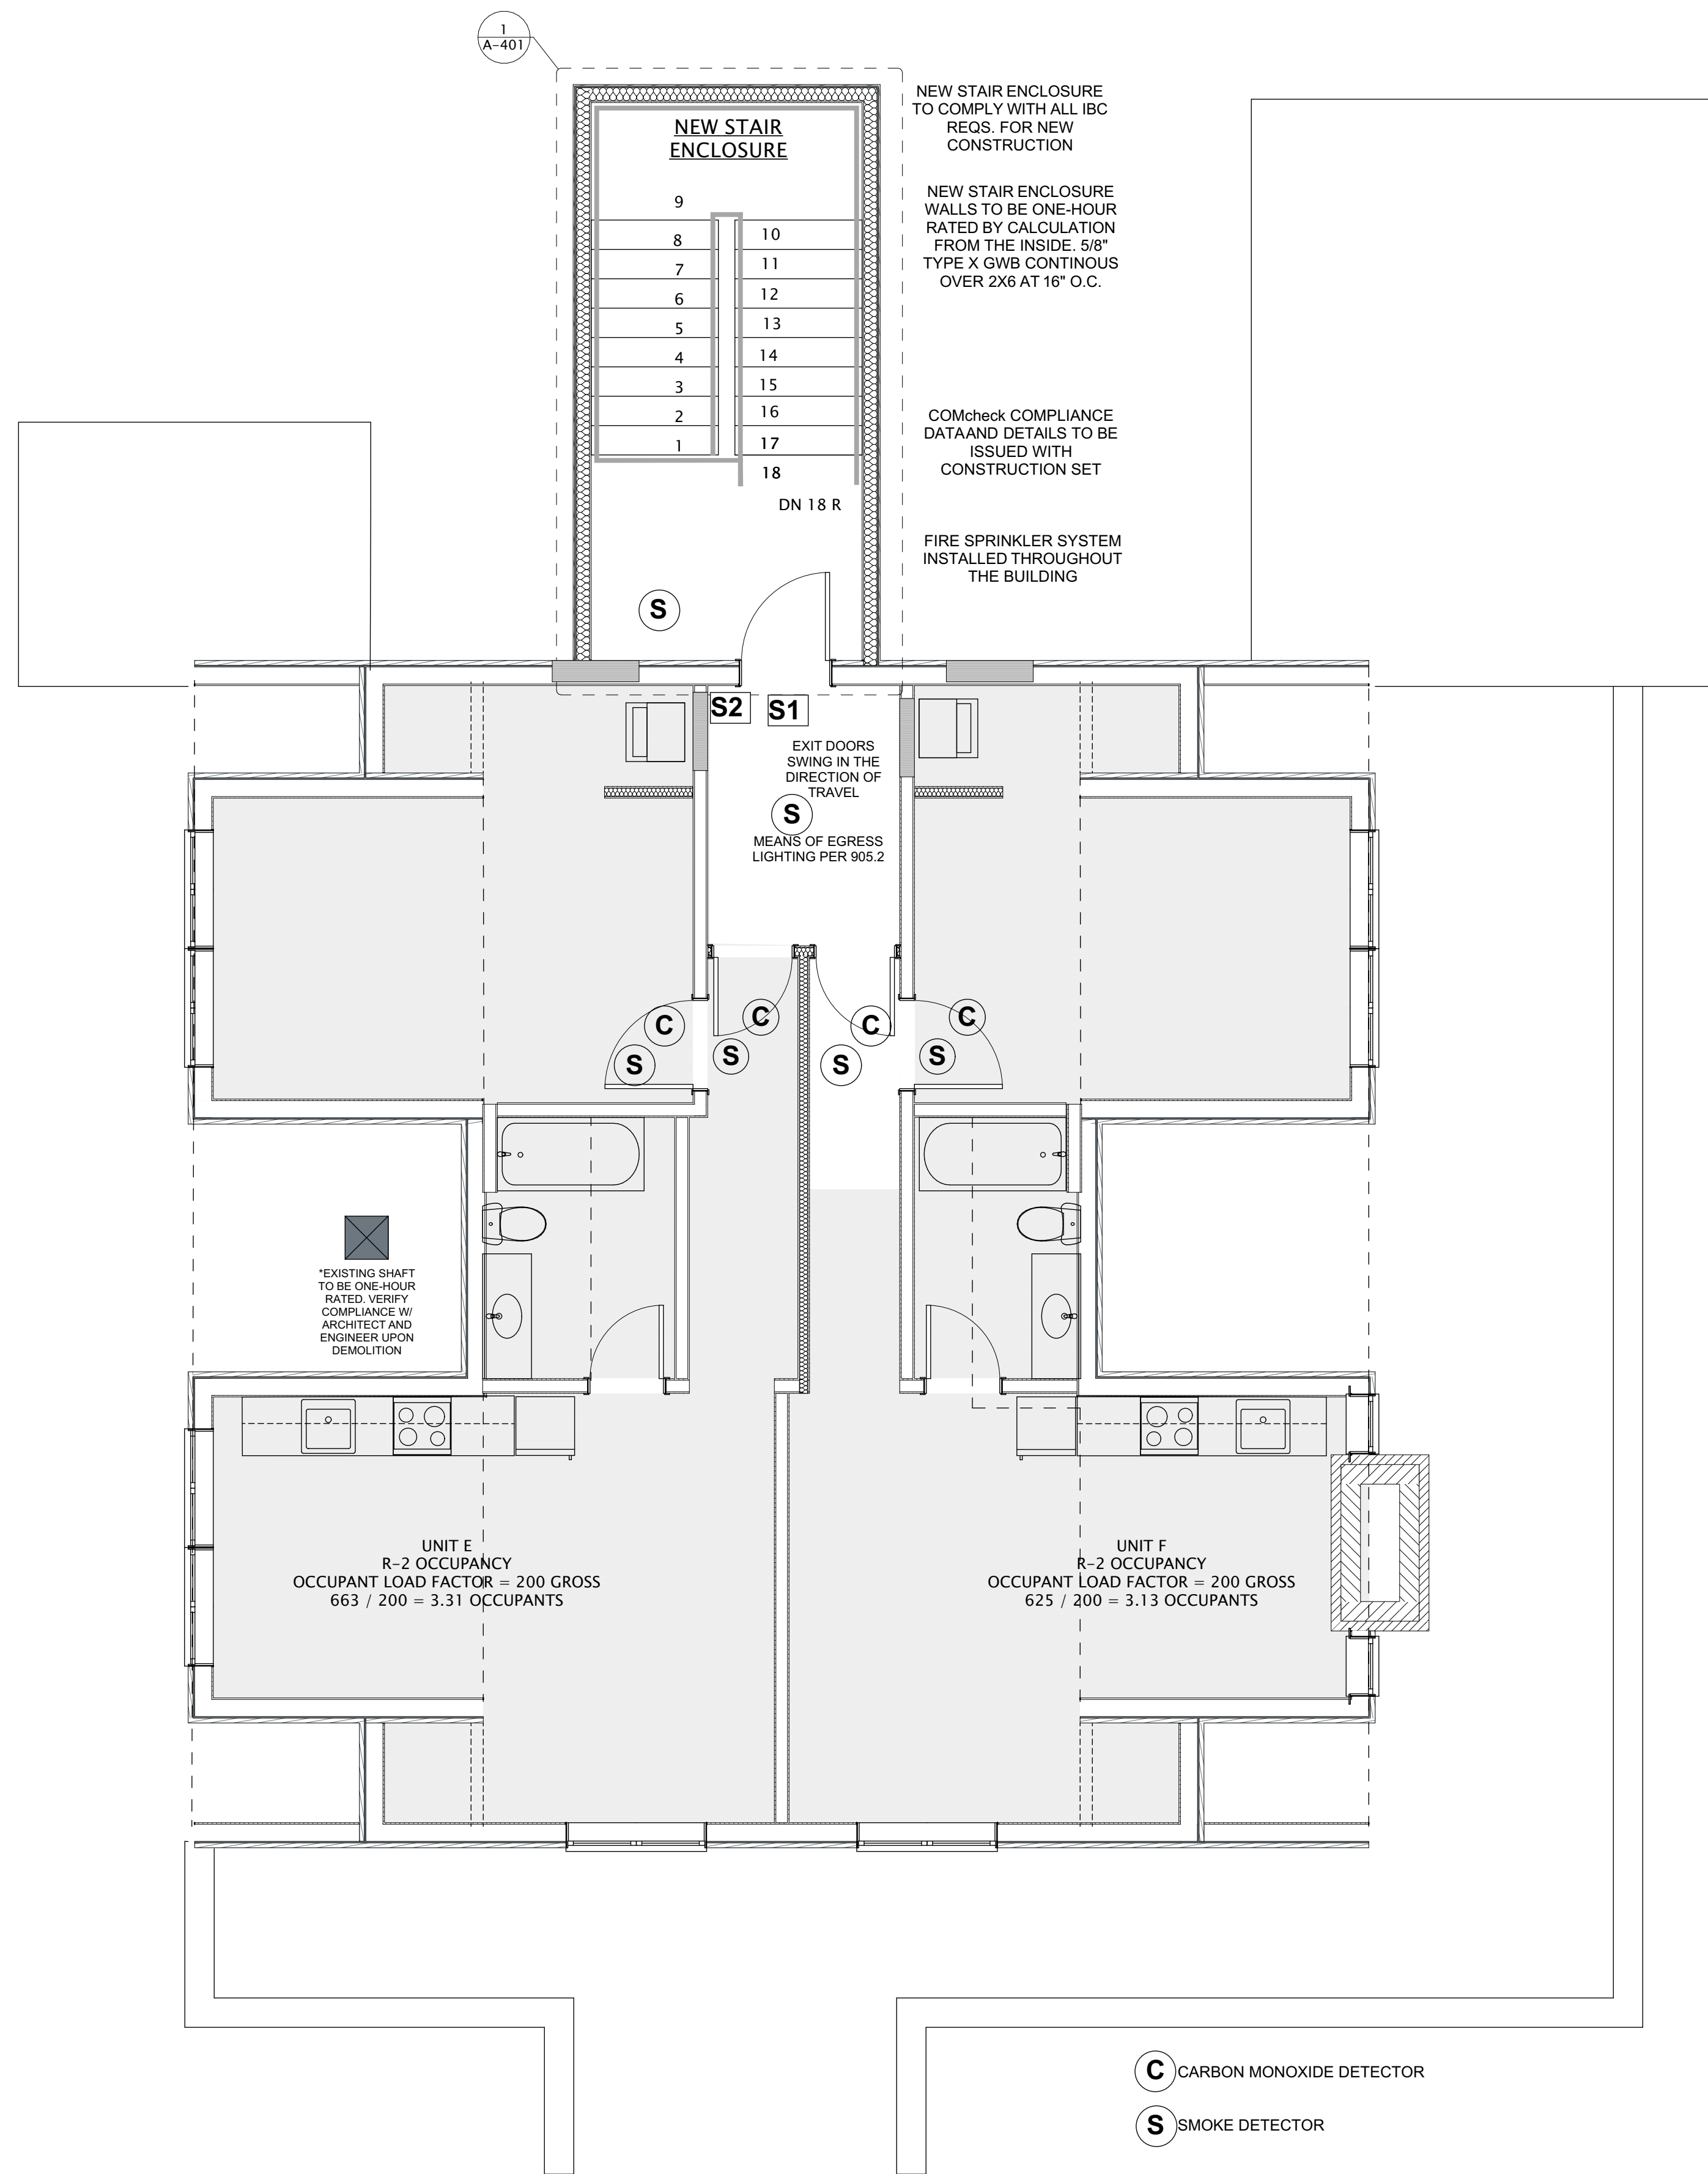 1
A-401
NEW STAIR
ENCLOSURE
NEW STAIR ENCLOSURE
TO COMPLY WITH ALL IBC
REQS. FOR NEW
CONSTRUCTION
NEW STAIR ENCLOSURE
WALLS TO BE ONE-HOUR
RATED BY CALCULATION
FROM THE INSIDE. 5/8"
TYPE X GWB CONTINOUS
OVER 2X6 AT 16" O.C.
9
8
7
6
5
4
3
2
1
10
11
12
13
14
15
16
17
18
DN 18 R
COMcheck COMPLIANCE
DATAAND DETAILS TO BE
ISSUED WITH
CONSTRUCTION SET
FIRE SPRINKLER SYSTEM
INSTALLED THROUGHOUT
THE BUILDING
S
S2
S1
EXIT DOORS
SWING IN THE
DIRECTION OF
TRAVEL
S
MEANS OF EGRESS
LIGHTING PER 905.2
C
C
C
C
S
S
S
S
*EXISTING SHAFT
TO BE ONE-HOUR
RATED. VERIFY
COMPLIANCE W/
ARCHITECT AND
ENGINEER UPON
DEMOLITION
UNIT E
R-2 OCCUPANCY
OCCUPANT LOAD FACTOR = 200 GROSS
663 / 200 = 3.31 OCCUPANTS
UNIT F
R-2 OCCUPANCY
OCCUPANT LOAD FACTOR = 200 GROSS
625 / 200 = 3.13 OCCUPANTS
C CARBON MONOXIDE DETECTOR
S SMOKE DETECTOR